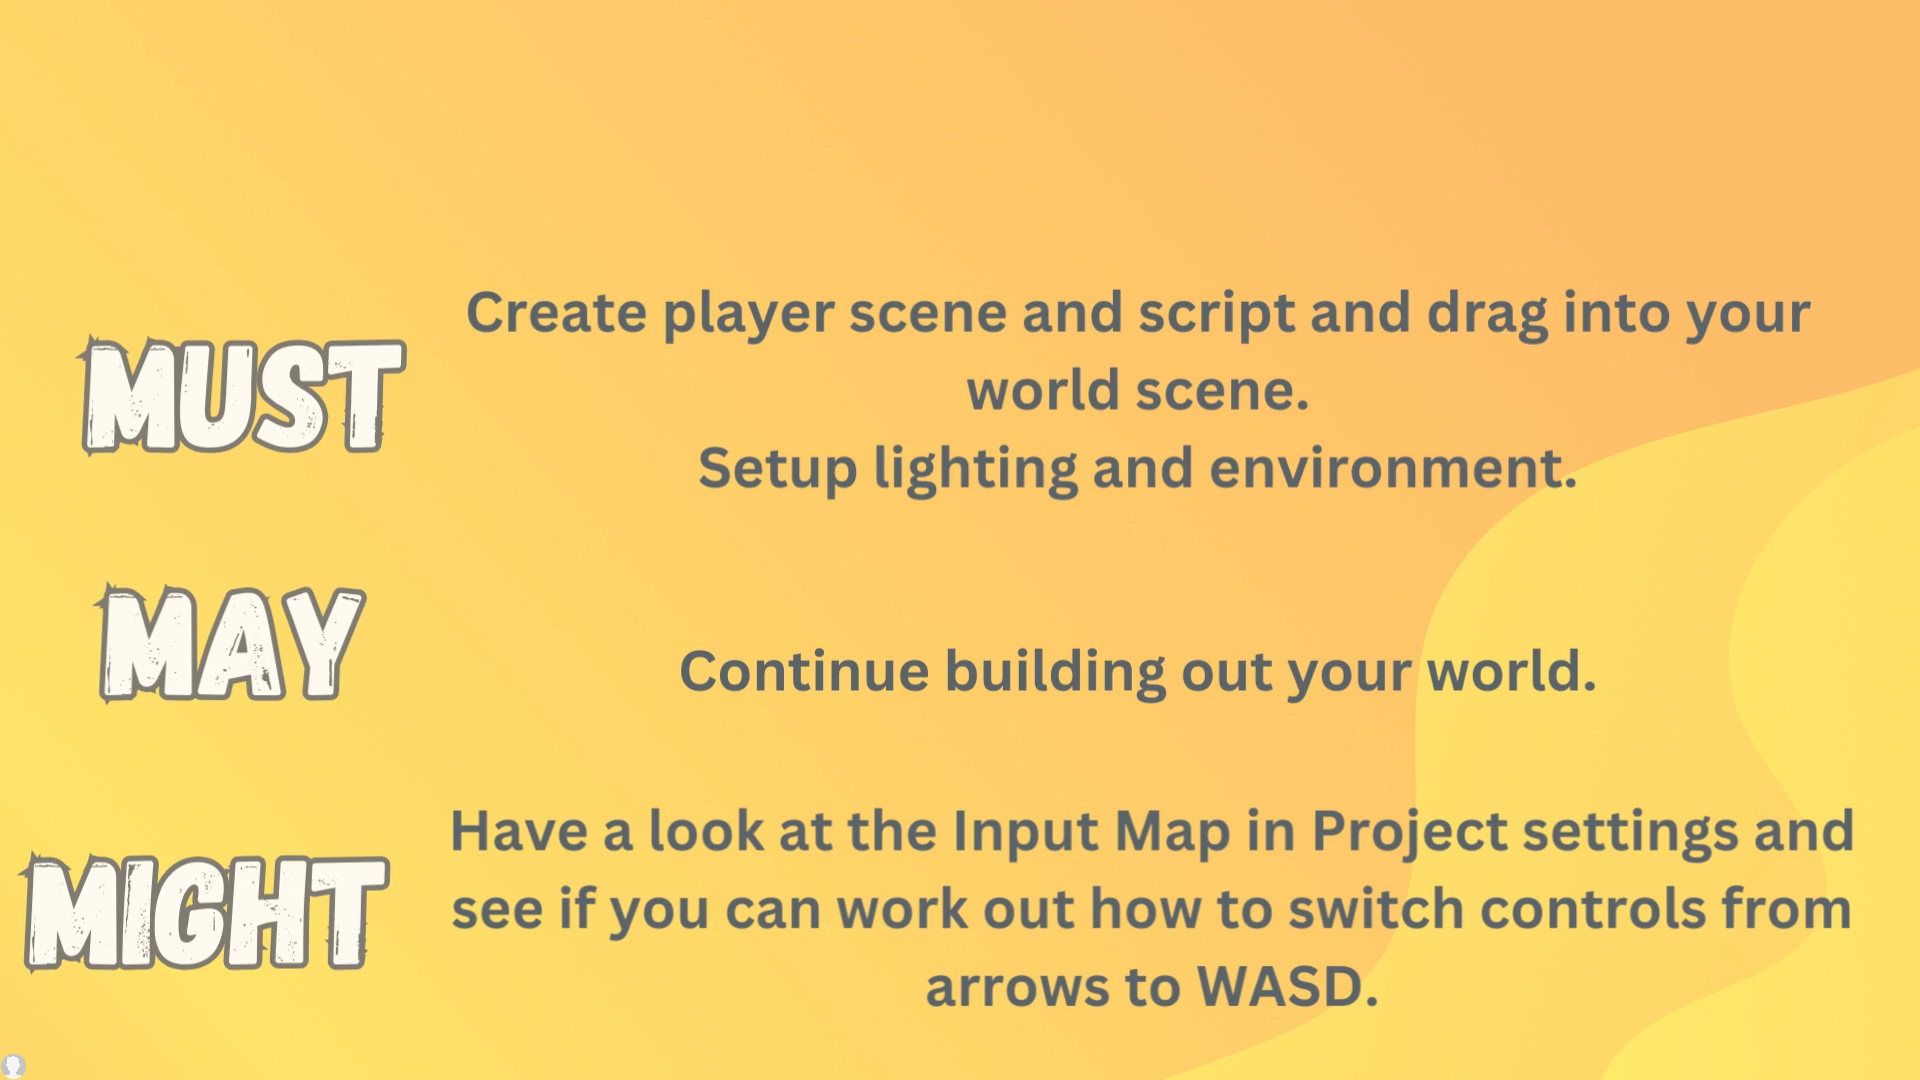 MUST
Create player scene and script and drag into your
world scene.
Setup lighting and environment.
MAY
Continue building out your world.
MIGHT
Have a look at the Input Map in Project settings and
see if you can work out how to switch controls from
arrows to WASD.